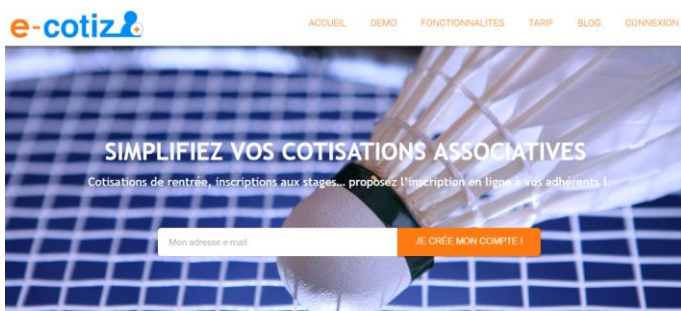 e-cotiz
ACCUEIL DEMO FONCTIONNALITES TARIF BLOG CONNEXION
SIMPLIFIEZ VOS COTISATIONS ASSOCIATIVES
Cotisations de rentrée, inscriptions aux stages... proposez l'inscription en ligne à vos adhérents !
Mon adresse e-mail JE CRÉE MON COMPTE !